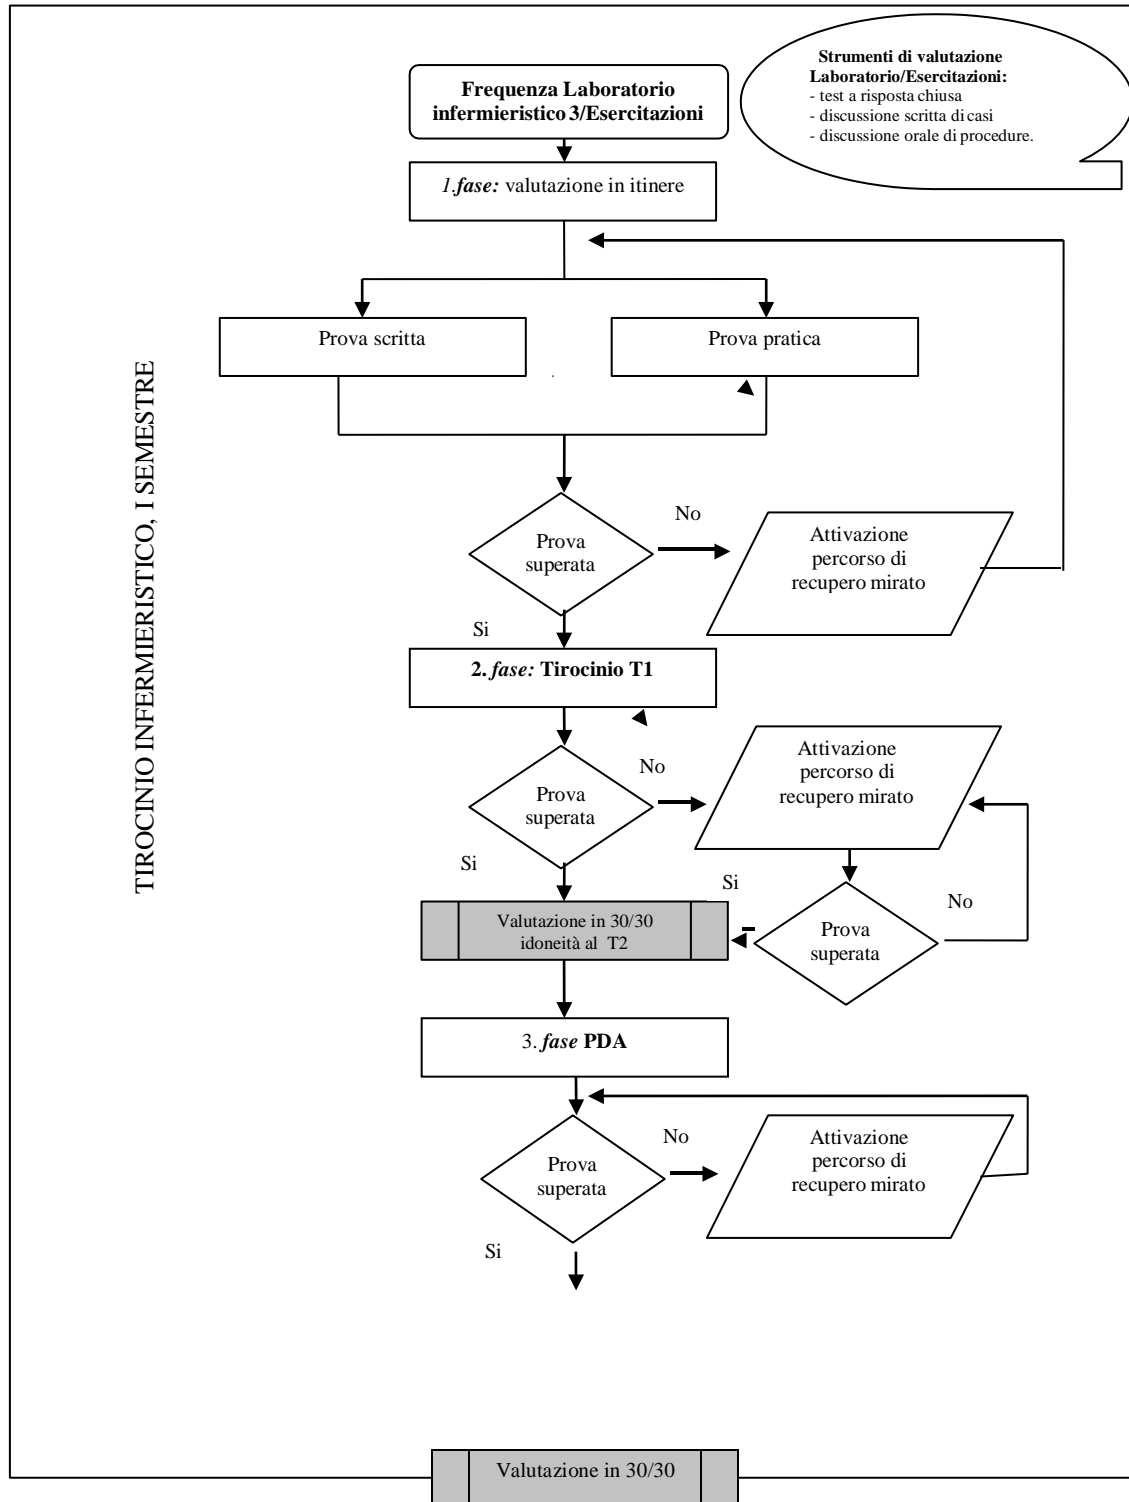 Strumenti di valutazione
Laboratorio/Esercitazioni:
- test a risposta chiusa
- discussione scritta di casi
- discussione orale di procedure.
Frequenza Laboratorio
infermieristico 3/Esercitazioni
1.fase: valutazione in itinere
Prova scritta
Prova pratica
TIROCINIO INFERMIERISTICO, I SEMESTRE
Prova
superata
No
Attivazione
percorso di
recupero mirato
Si
2. fase: Tirocinio T1
Prova
superata
No
Attivazione
percorso di
recupero mirato
Si
Si
No
Prova
superata
Valutazione in 30/30
idoneità al T2
3. fase PDA
Prova
superata
No
Attivazione
percorso di
recupero mirato
Si
Valutazione in 30/30